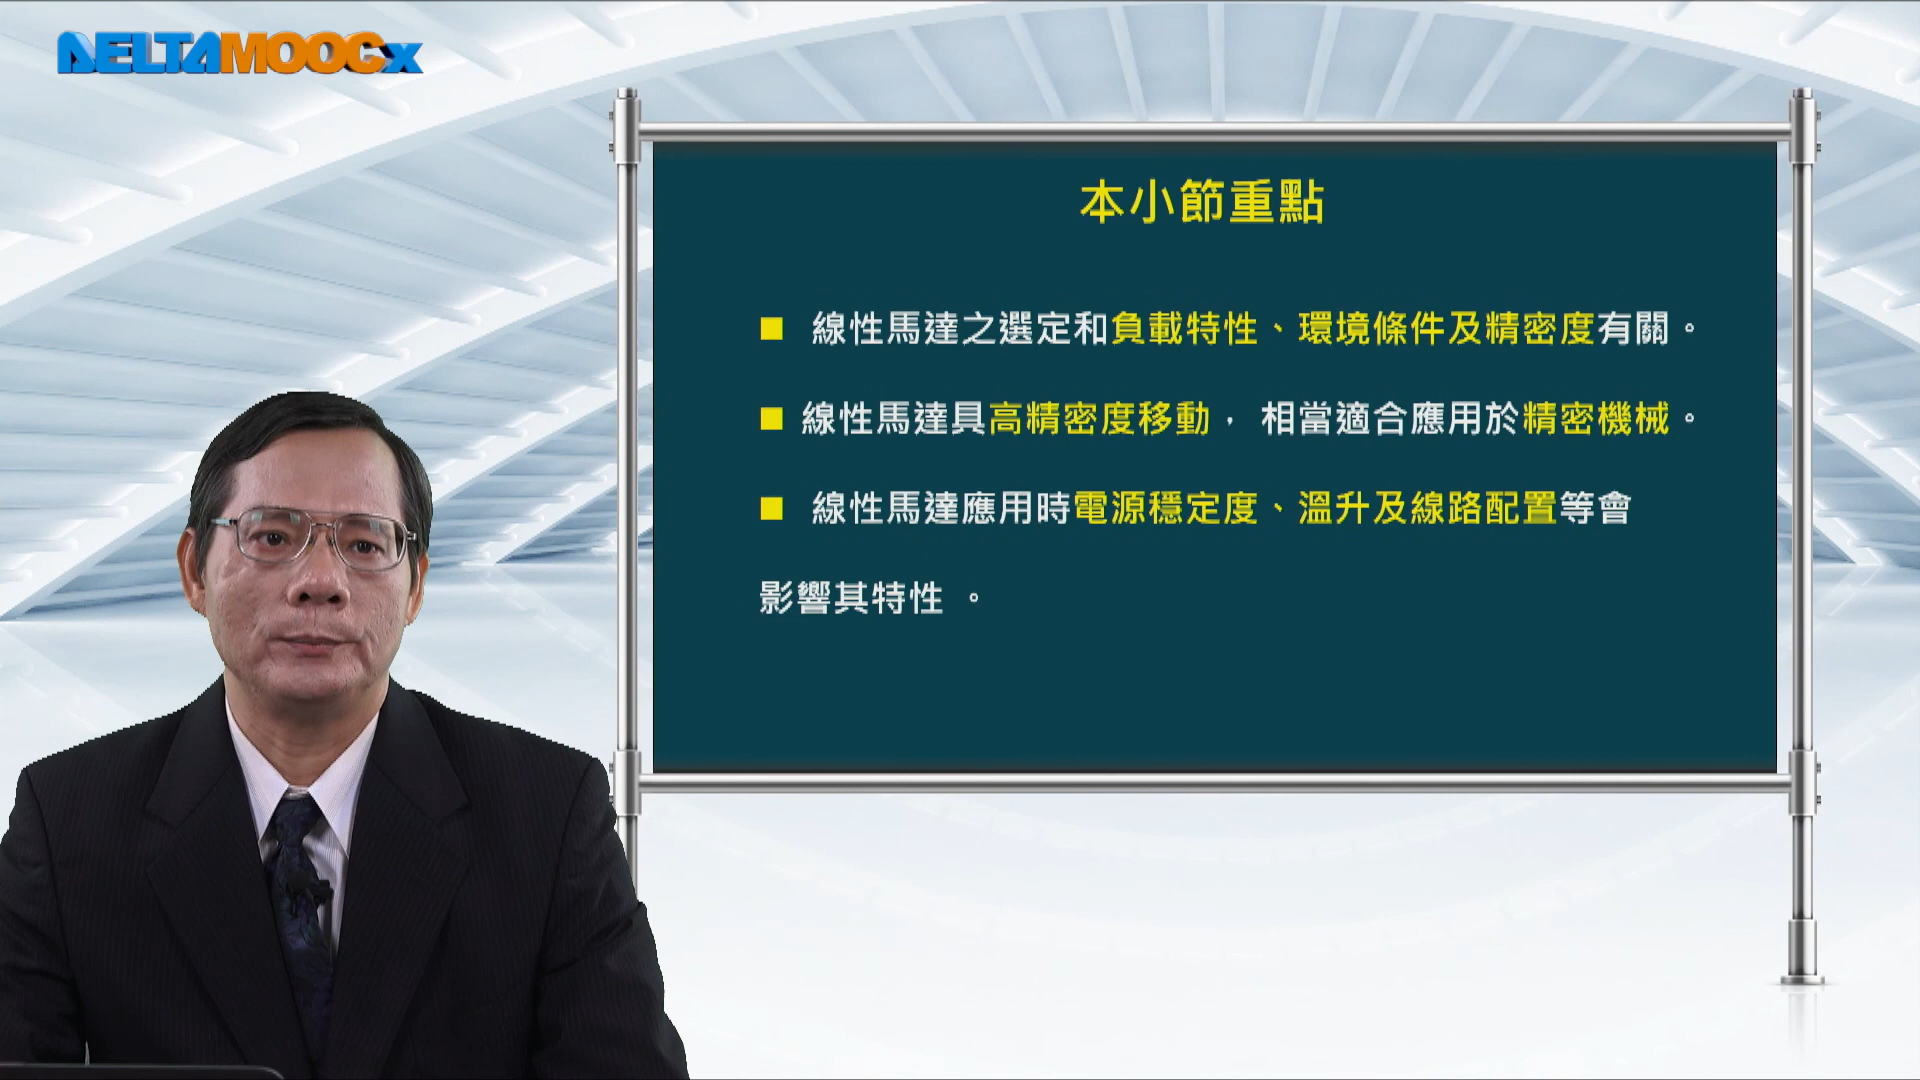 DELTAMOOCx
本小節重點
■ 線性馬達之選定和負載特性、環境條件及精密度有關。
■ 線性馬達具高精密度移動， 相當適合應用於精密機械。
■ 線性馬達應用時電源穩定度、溫升及線路配置等會
影響其特性 。